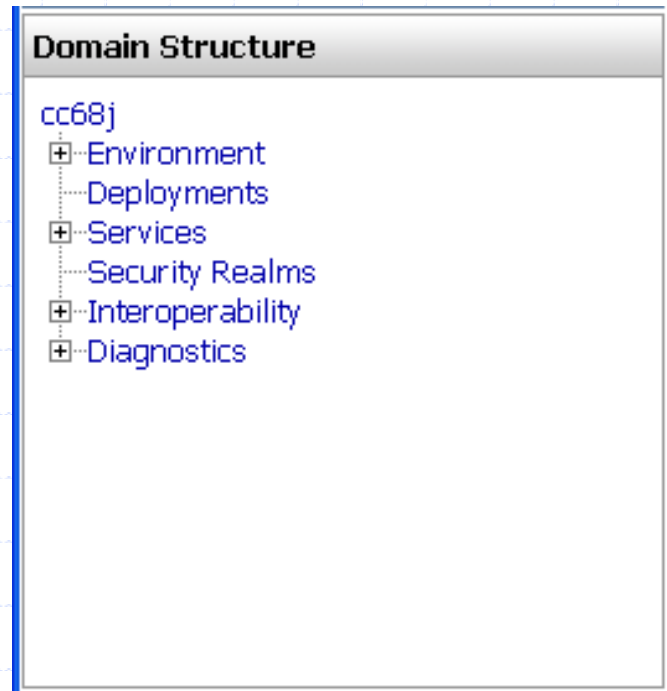 Domain Structure
cc68j
Environment
Deployments
Services
Security Realms
Interoperability
Diagnostics